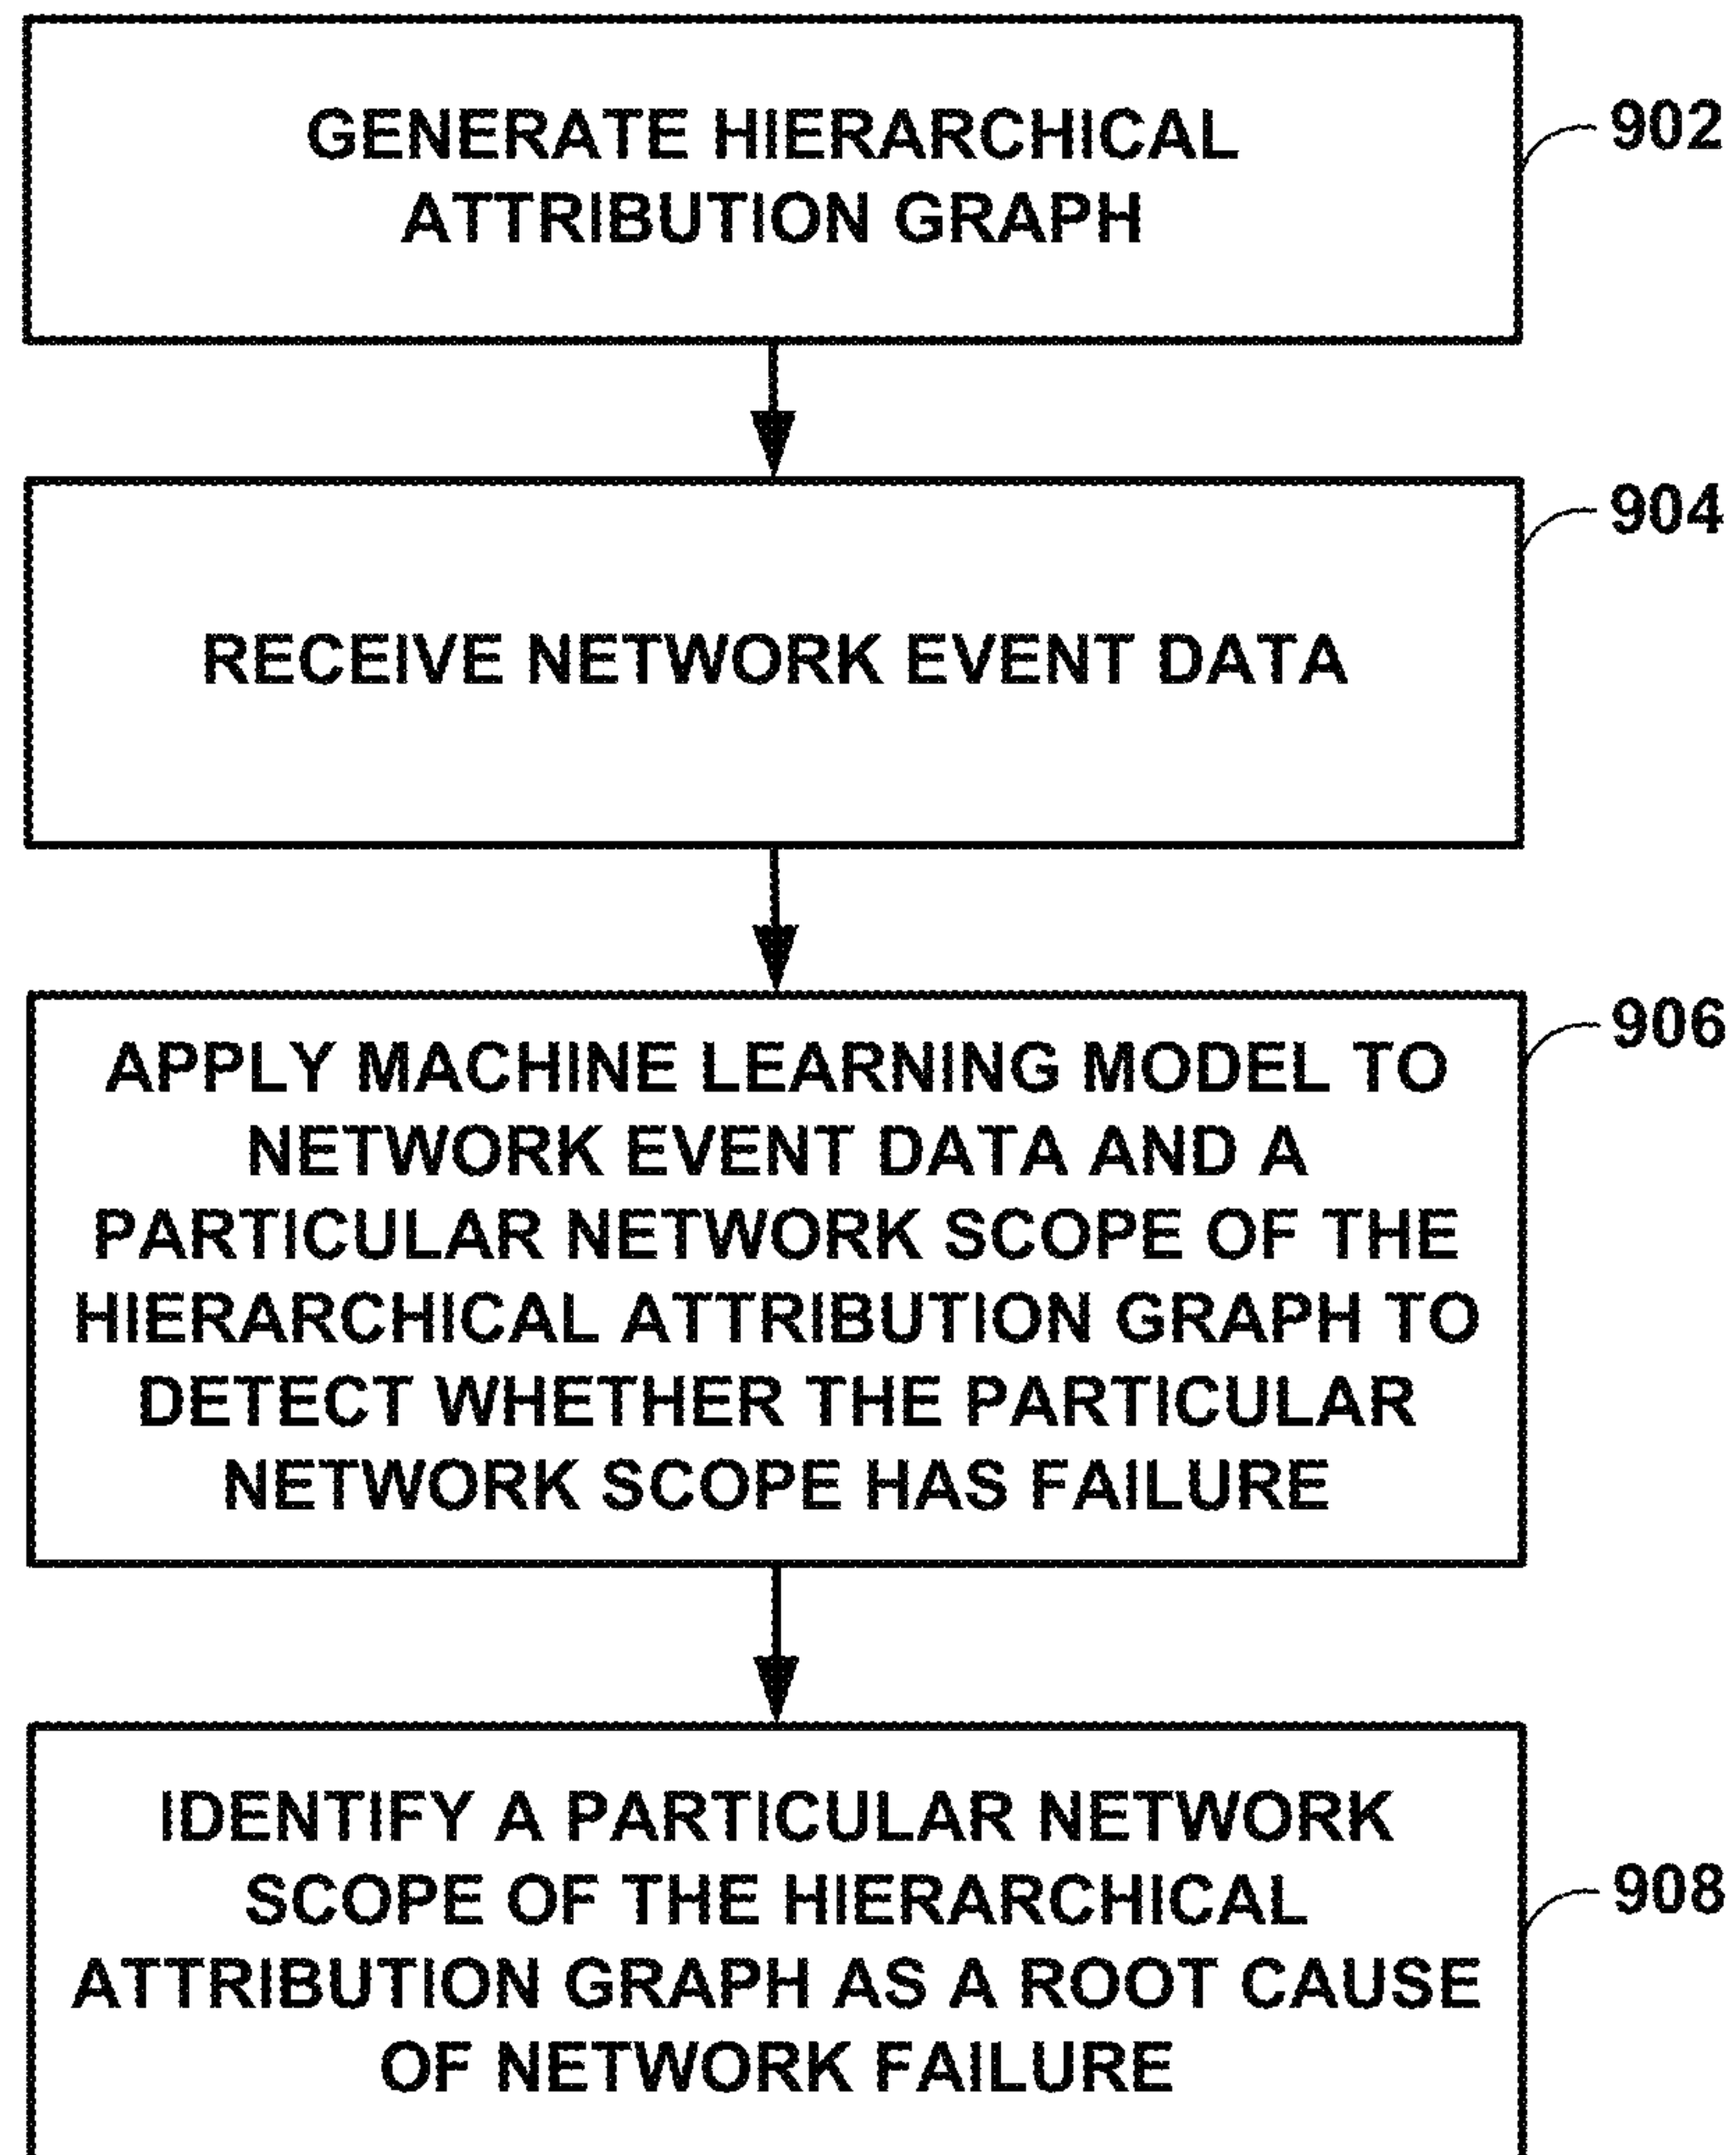 GENERATE HIERARCHICAL
ATTRIBUTION GRAPH
902
904
RECEIVE NETWORK EVENT DATA
906
APPLY MACHINE LEARNING MODEL TO
NETWORK EVENT DATA AND A
PARTICULAR NETWORK SCOPE OF THE
HIERARCHICAL ATTRIBUTION GRAPH TO
DETECT WHETHER THE PARTICULAR
NETWORK SCOPE HAS FAILURE
IDENTIFY A PARTICULAR NETWORK
SCOPE OF THE HIERARCHICAL
ATTRIBUTION GRAPH AS A ROOT CAUSE
OF NETWORK FAILURE
908